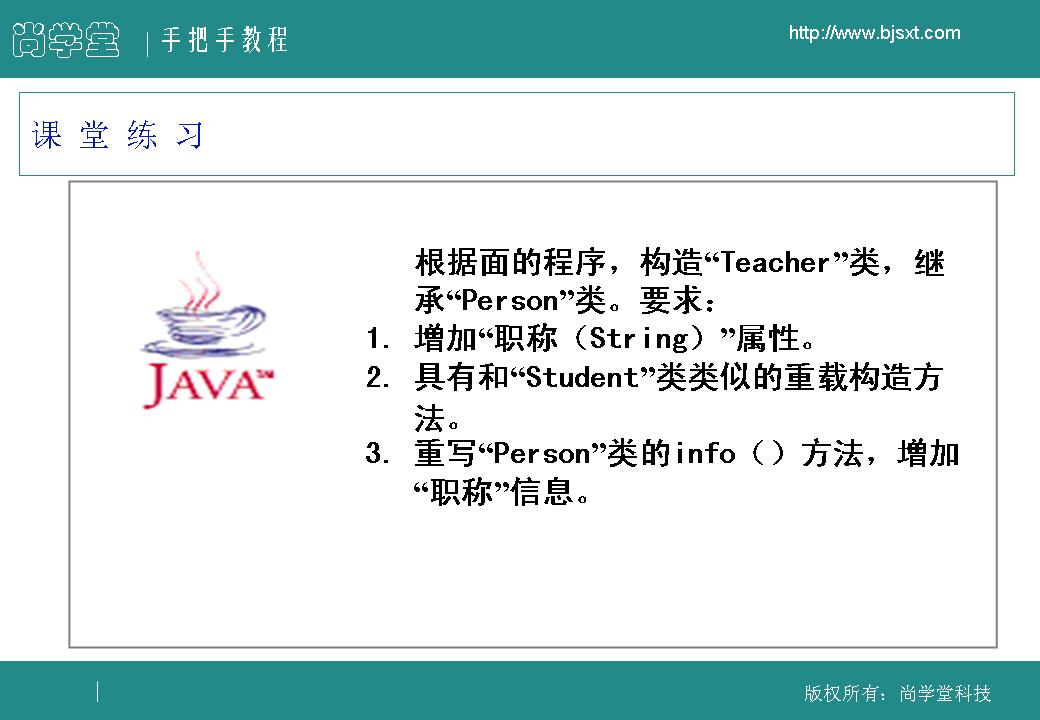 尚学堂 | 手把手教程
http://www.bjsxt.com
课 堂 练 习
根据面的程序，构造“Teacher”类，继
承“Person”类。要求：
1. 增加“职称（String）”属性。
2. 具有和“Student”类类似的重载构造方
法。
3. 重写“Person”类的info（）方法，增加
“职称”信息。
JAVA™
版权所有：尚学堂科技